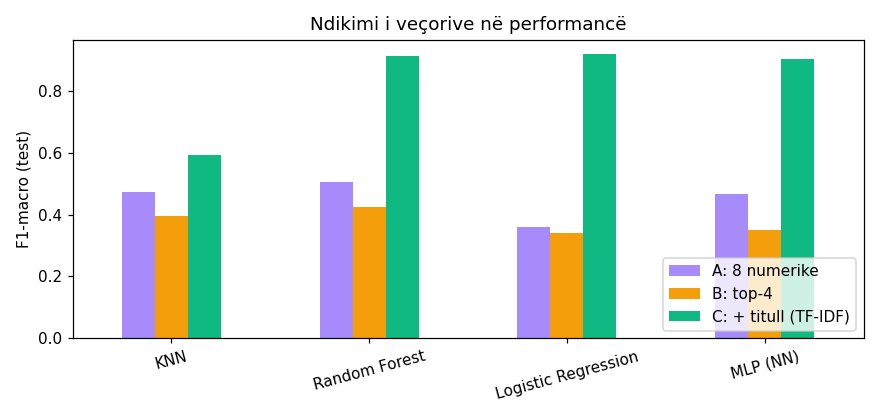 Ndikimi i veçorive në performancë
F1-macro (test)
0.8
0.6
0.4
0.2
0.0
KNN
Random Forest
Logistic Regression
MLP (NN)
A: 8 numerike
B: top-4
C: + titull (TF-IDF)